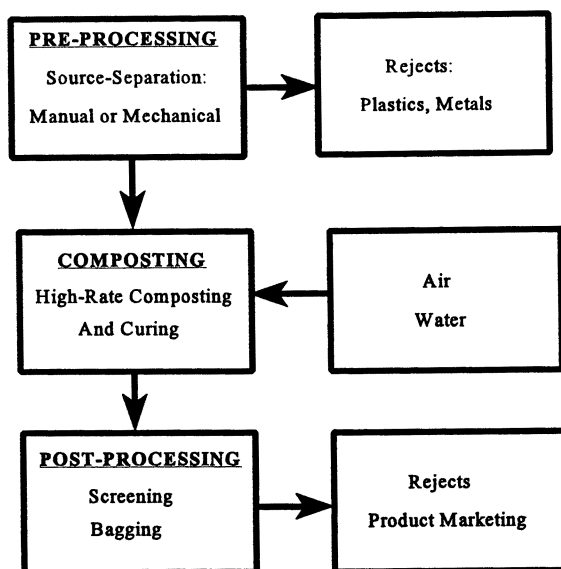 PRE-PROCESSING
Source-Separation:
Manual or Mechanical
Rejects:
Plastics, Metals
COMPOSTING
High-Rate Composting
And Curing
Air
Water
POST-PROCESSING
Screening
Bagging
Rejects
Product Marketing